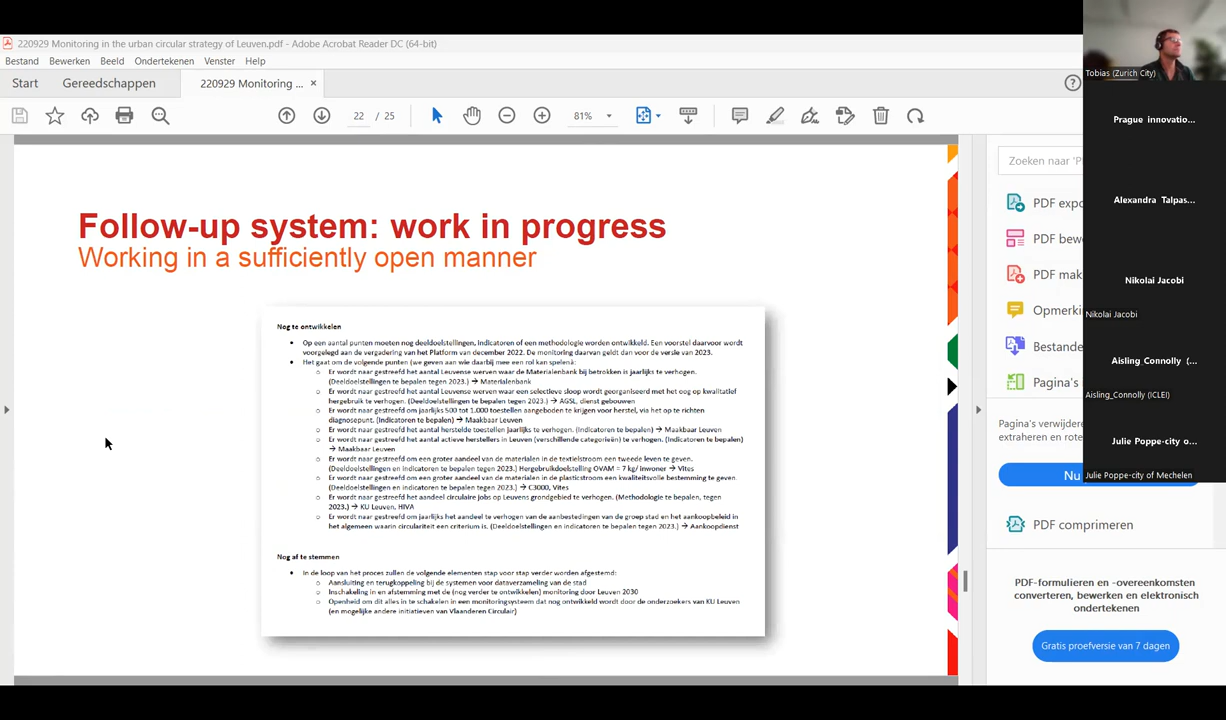 220929 Monitoring in the urban circular strategy of Leuven.pdf - Adobe Acrobat Reader DC (64-bit)
Bestand Bewerken Beeld Ondertekenen Venster Help
Start Gereedschappen 220929 Monitoring ... ×
22 / 25 81%
Follow-up system: work in progress
Working in a sufficiently open manner
Nog te ontwikkelen
• Op een aantal punten moeten nog deeldoelstellingen, indicatoren of een methodologie worden ontwikkeld. Een voorstel daarvoor wordt
voorgelegd aan de vergadering van het Platform van december 2022. De monitoring daarvan geldt dan voor de versie van 2023.
• Het gaat om de volgende punten (we geven aan wie daarbij mee een rol kan spelen):
o Er wordt naar gestreefd het aantal Leuvense werven waar de Materialenbank bij betrokken is jaarlijks te verhogen.
(Deeldoelstellingen te bepalen tegen 2023.) → Materialenbank
o Er wordt naar gestreefd het aantal Leuvense werven waar een selectieve sloop wordt georganiseerd met het oog op kwalitatief
hergebruik te verhogen. (Deeldoelstellingen te bepalen tegen 2023.) → AGSL, dienst gebouwen
o Er wordt naar gestreefd om jaarlijks 500 tot 1.000 toestellen aangeboden te krijgen voor herstel, via het op te richten
diagnosepunt. (Indicatoren te bepalen) → Maakbaar Leuven
o Er wordt naar gestreefd het aantal herstelde toestellen jaarlijks te verhogen. (Indicatoren te bepalen) → Maakbaar Leuven
o Er wordt naar gestreefd het aantal actieve herstellers in Leuven (verschillende categorieën) te verhogen. (Indicatoren te bepalen)
→ Maakbaar Leuven
o Er wordt naar gestreefd om een groter aandeel van de materialen in de textielstroom een tweede leven te geven.
(Deeldoelstellingen en indicatoren te bepalen tegen 2023.) Hergebruikdoelstelling OVAM = 7 kg/ inwoner → Vites
o Er wordt naar gestreefd om een groter aandeel van de materialen in de plasticstroom een kwaliteitsvolle bestemming te geven.
(Deeldoelstellingen en indicatoren te bepalen tegen 2023.) → C3000, Vites
o Er wordt naar gestreefd het aandeel circulaire jobs op Leuvens grondgebied te verhogen. (Methodologie te bepalen, tegen
2023.) → KU Leuven, HIVA
o Er wordt naar gestreefd om jaarlijks het aandeel te verhogen van de aanbestedingen van de groep stad en het aankoopbeleid in
het algemeen waarin circulariteit een criterium is. (Deeldoelstellingen en indicatoren te bepalen tegen 2023.) → Aankoopdienst
Nog af te stemmen
• In de loop van het proces zullen de volgende elementen stap voor stap verder worden afgestemd:
o Aansluiting en terugkoppeling bij de systemen voor dataverzameling van de stad
o Inschakeling in en afstemming met de (nog verder te ontwikkelen) monitoring door Leuven 2030
o Openheid om dit alles in te schakelen in een monitoringsysteem dat nog ontwikkeld wordt door de onderzoekers van KU Leuven
(en mogelijke andere initiatieven van Vlaanderen Circulair)
Zoeken naar 'P
PDF expo
PDF bew
PDF mak
Opmerki
Bestande
Pagina's
Pagina's verwijdere
extraheren en rote
Nu
PDF comprimeren
PDF-formulieren en -overeenkomsten
converteren, bewerken en elektronisch
ondertekenen
Gratis proefversie van 7 dagen
Tobias (Zurich City)
Prague innovatio...
Alexandra Talpas...
Nikolai Jacobi
Nikolai Jacobi
Aisling_Connolly (...
Aisling_Connolly (ICLEI)
Julie Poppe-city o...
Julie Poppe-city of Mechelen